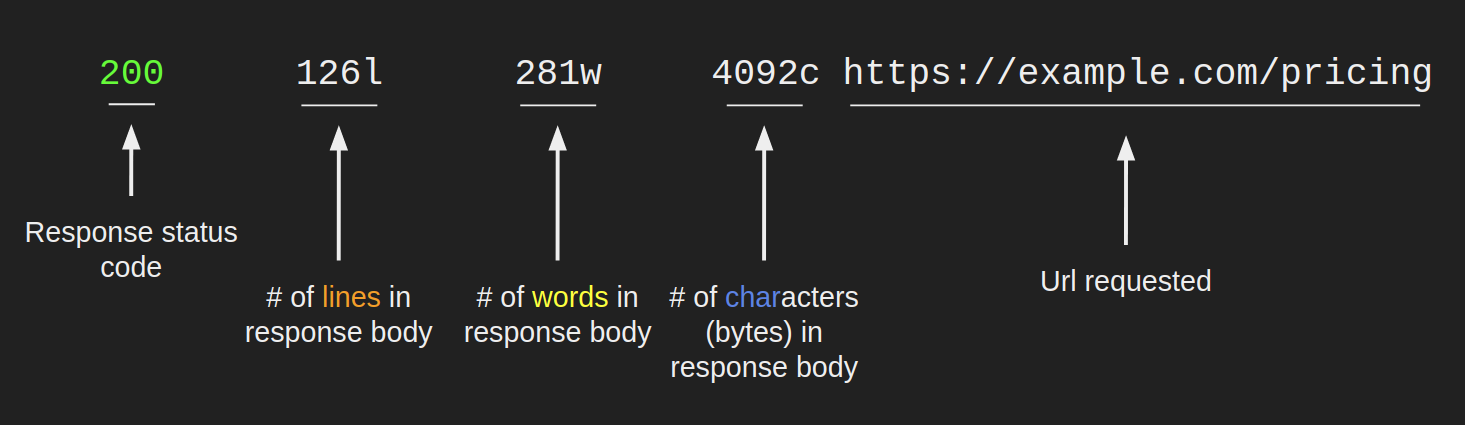 200 126l 281w 4092c https://example.com/pricing
Response status
code
# of lines in
response body
# of words in
response body
# of characters
(bytes) in
response body
Url requested